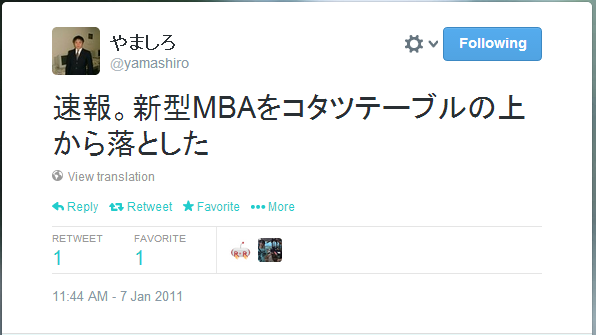 やましろ
@yamashiro
Following
速報。新型MBAをコタツテーブルの上
から落とした
View translation
Reply Retweet Favorite More
RETWEET FAVORITE
1 1
R R
11:44 AM - 7 Jan 2011